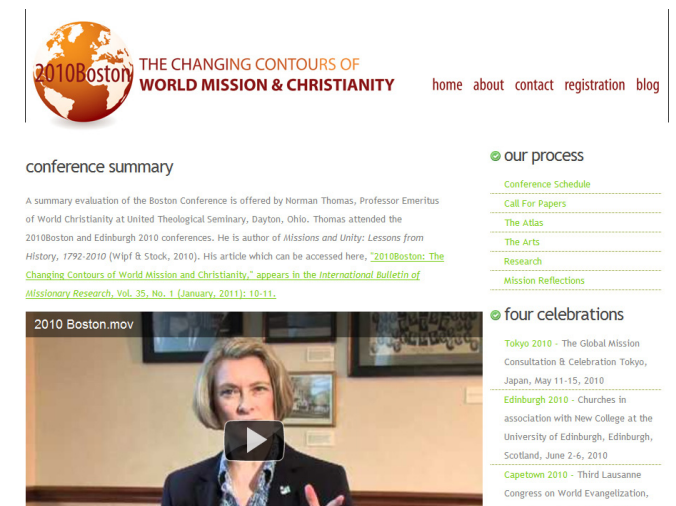 2010Boston
THE CHANGING CONTOURS OF
WORLD MISSION & CHRISTIANITY
home about contact registration blog
conference summary
A summary evaluation of the Boston Conference is offered by Norman Thomas, Professor Emeritus
of World Christianity at United Theological Seminary, Dayton, Ohio. Thomas attended the
2010Boston and Edinburgh 2010 conferences. He is author of Missions and Unity: Lessons from
History, 1792-2010 (Wipf & Stock, 2010). His article which can be accessed here, "2010Boston: The
Changing Contours of World Mission and Christianity," appears in the International Bulletin of
Missionary Research, Vol. 35, No. 1 (January, 2011): 10-11.
2010 Boston.mov
our process
Conference Schedule
Call For Papers
The Atlas
The Arts
Research
Mission Reflections
four celebrations
Tokyo 2010 - The Global Mission
Consultation & Celebration Tokyo,
Japan, May 11-15, 2010
Edinburgh 2010 - Churches in
association with New College at the
University of Edinburgh, Edinburgh,
Scotland, June 2-6, 2010
Capetown 2010 - Third Lausanne
Congress on World Evangelization,